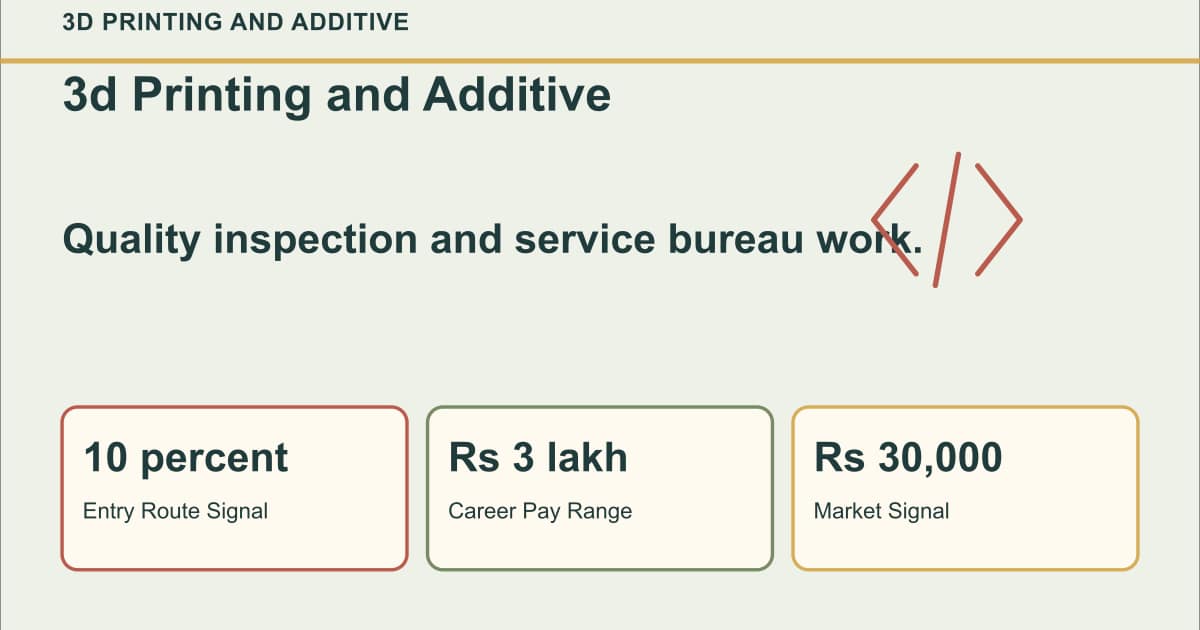 3D PRINTING AND ADDITIVE
3d Printing and Additive
Quality inspection and service bureau work.
10 percent
Entry Route Signal
Rs 3 lakh
Career Pay Range
Rs 30,000
Market Signal